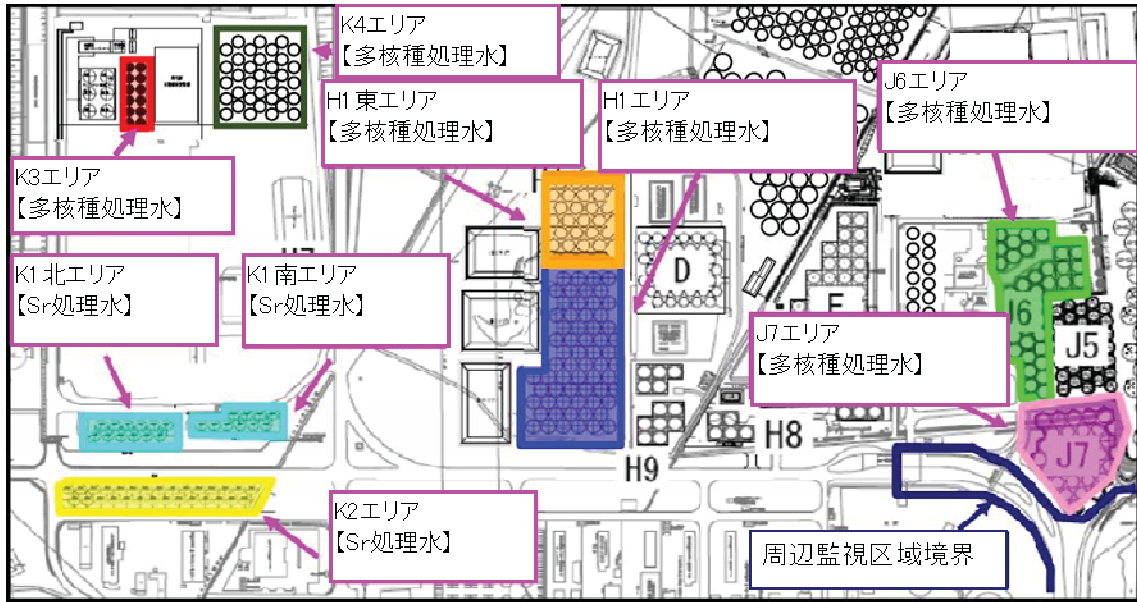 K4エリア
【多核種処理水】
H1東エリア
【多核種処理水】
H1エリア
【多核種処理水】
J6エリア
【多核種処理水】
K3エリア
【多核種処理水】
K1北エリア
【Sr処理水】
K1南エリア
【Sr処理水】
D
J6
J5
J7エリア
【多核種処理水】
J7
H8
H9
K2エリア
【Sr処理水】
周辺監視区域境界